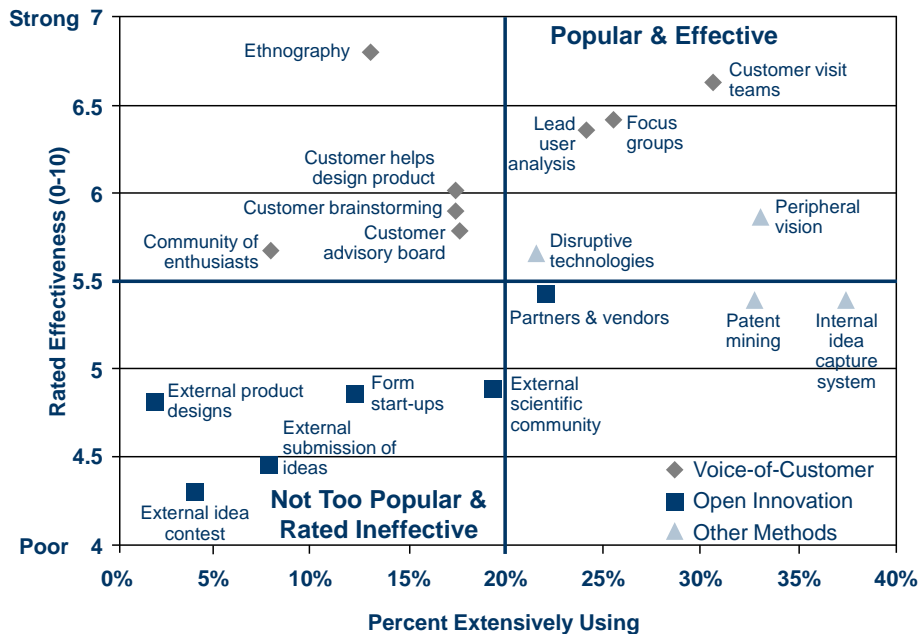 Strong 7
Ethnography
Popular & Effective
Customer visit
teams
6.5
Lead
user
analysis
Focus
groups
Customer helps
design product
6
Customer brainstorming
Customer
advisory board
Peripheral
vision
Community of
enthusiasts
Disruptive
technologies
5.5
Partners & vendors
Patent
mining
Internal
idea
capture
system
5
External product
designs
Form
start-ups
External
scientific
community
External
submission of
ideas
4.5
External idea
contest
Not Too Popular &
Rated Ineffective
Voice-of-Customer
Open Innovation
Other Methods
Poor 4
Rated Effectiveness (0-10)
0% 5% 10% 15% 20% 25% 30% 35% 40%
Percent Extensively Using